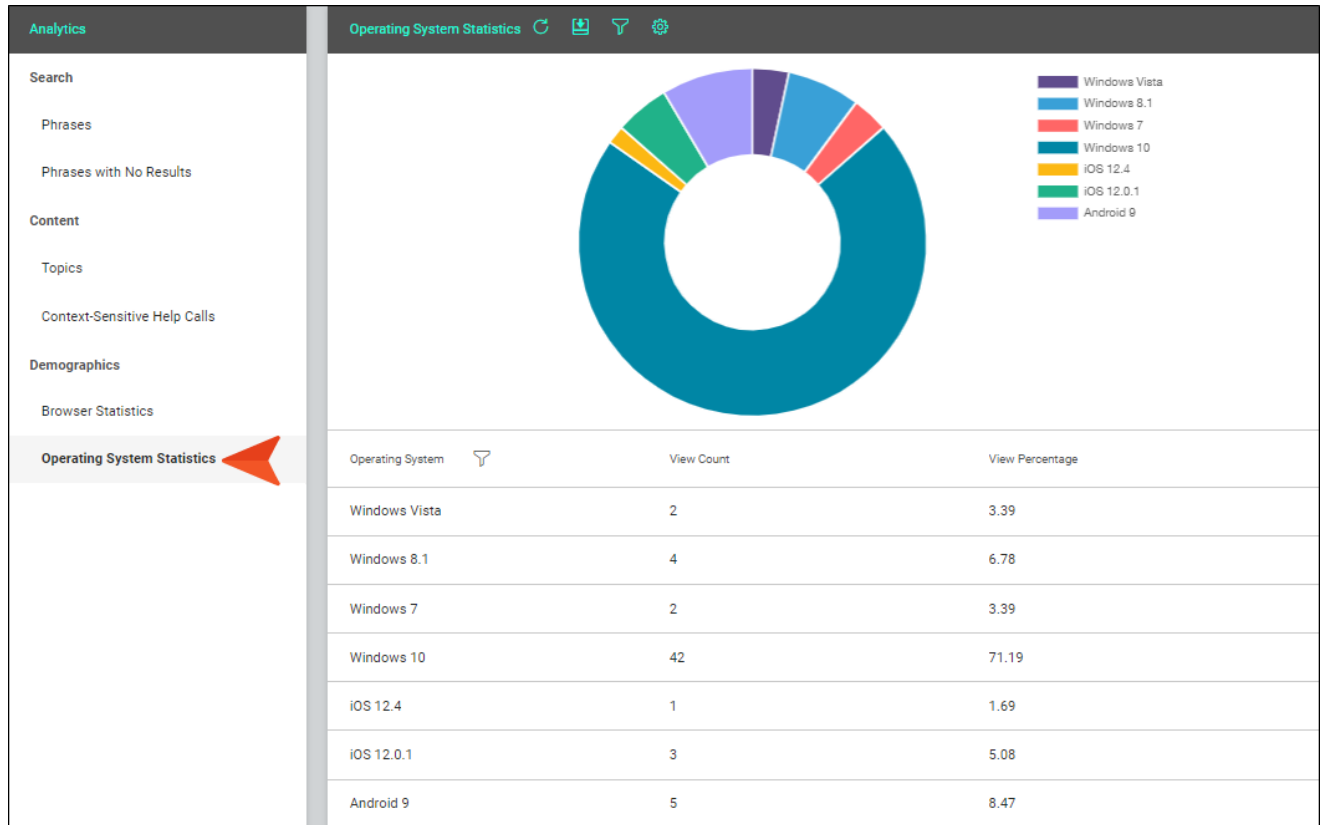 Analytics
Search
Phrases
Phrases with No Results
Content
Topics
Context-Sensitive Help Calls
Demographics
Browser Statistics
Operating System Statistics
Operating System Statistics
Windows Vista
Windows 8.1
Windows 7
Windows 10
iOS 12.4
iOS 12.0.1
Android 9
Operating System View Count View Percentage
Windows Vista 2 3.39
Windows 8.1 4 6.78
Windows 7 2 3.39
Windows 10 42 71.19
iOS 12.4 1 1.69
iOS 12.0.1 3 5.08
Android 9 5 8.47